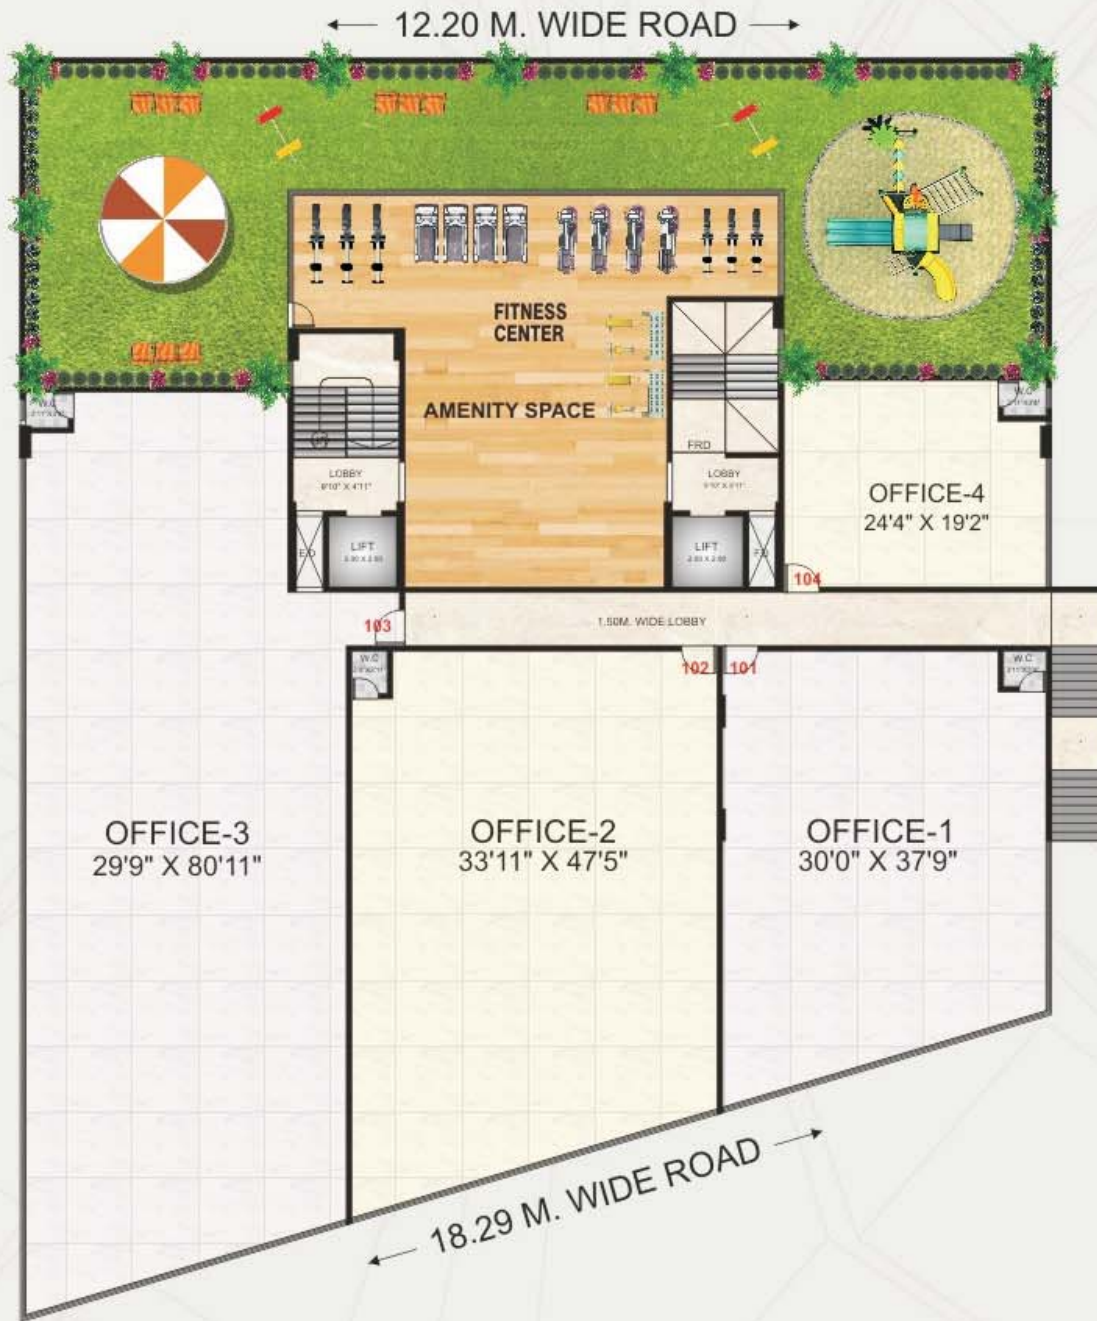 12.20 M. WIDE ROAD
FITNESS
CENTER
AMENITY SPACE
W.C
W.C
FRD
LOBBY
LOBBY
OFFICE-4
24'4" X 19'2"
LIFT
LIFT
104
103
1.50M. WIDE LOBBY
W.C
102
101
W.C
OFFICE-3
29'9" X 80'11"
OFFICE-2
33'11" X 47'5"
OFFICE-1
30'0" X 37'9"
18.29 M. WIDE ROAD